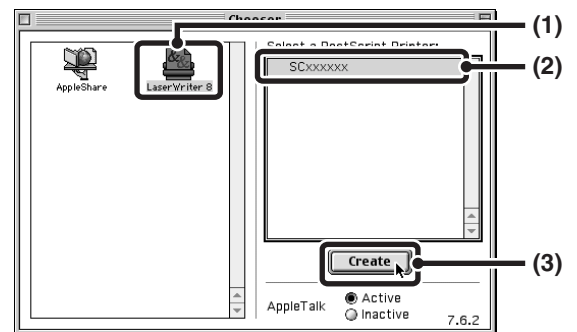 Chooser
(1)
Select a PostScript Printer:
(2)
SCxxxxxx
AppleShare
LaserWriter 8
Create
(3)
AppleTalk
Active
Inactive
7.6.2